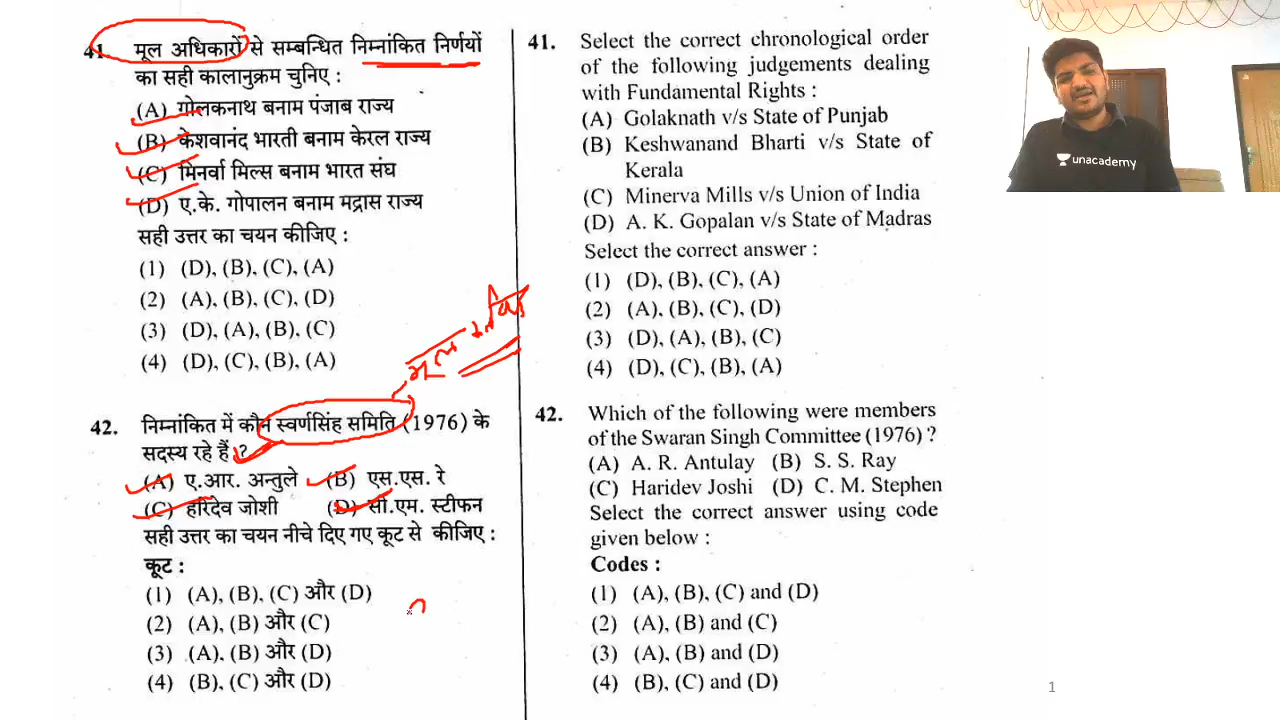 41. मूल अधिकारों से सम्बन्धित निम्नांकित निर्णयों
का सही कालानुक्रम चुनिए :
(A) गोलकनाथ बनाम पंजाब राज्य
(B) केशवानंद भारती बनाम केरल राज्य
(C) मिनर्वा मिल्स बनाम भारत संघ
(D) ए.के. गोपालन बनाम मद्रास राज्य
सही उत्तर का चयन कीजिए :
(1) (D), (B), (C), (A)
(2) (A), (B), (C), (D)
(3) (D), (A), (B), (C)
(4) (D), (C), (B), (A)
42. निम्नांकित में कौन स्वर्णसिंह समिति (1976) के
सदस्य रहे हैं ?
(A) ए.आर. अन्तुले (B) एस.एस. रे
(C) हरिदेव जोशी (D) सी.एम. स्टीफन
सही उत्तर का चयन नीचे दिए गए कूट से कीजिए :
कूट :
(1) (A), (B), (C) और (D)
(2) (A), (B) और (C)
(3) (A), (B) और (D)
(4) (B), (C) और (D)
41. Select the correct chronological order
of the following judgements dealing
with Fundamental Rights :
(A) Golaknath v/s State of Punjab
(B) Keshwanand Bharti v/s State of
Kerala
(C) Minerva Mills v/s Union of India
(D) A. K. Gopalan v/s State of Madras
Select the correct answer :
(1) (D), (B), (C), (A)
(2) (A), (B), (C), (D)
(3) (D), (A), (B), (C)
(4) (D), (C), (B), (A)
42. Which of the following were members
of the Swaran Singh Committee (1976) ?
(A) A. R. Antulay (B) S. S. Ray
(C) Haridev Joshi (D) C. M. Stephen
Select the correct answer using code
given below :
Codes :
(1) (A), (B), (C) and (D)
(2) (A), (B) and (C)
(3) (A), (B) and (D)
(4) (B), (C) and (D)
unacademy
1